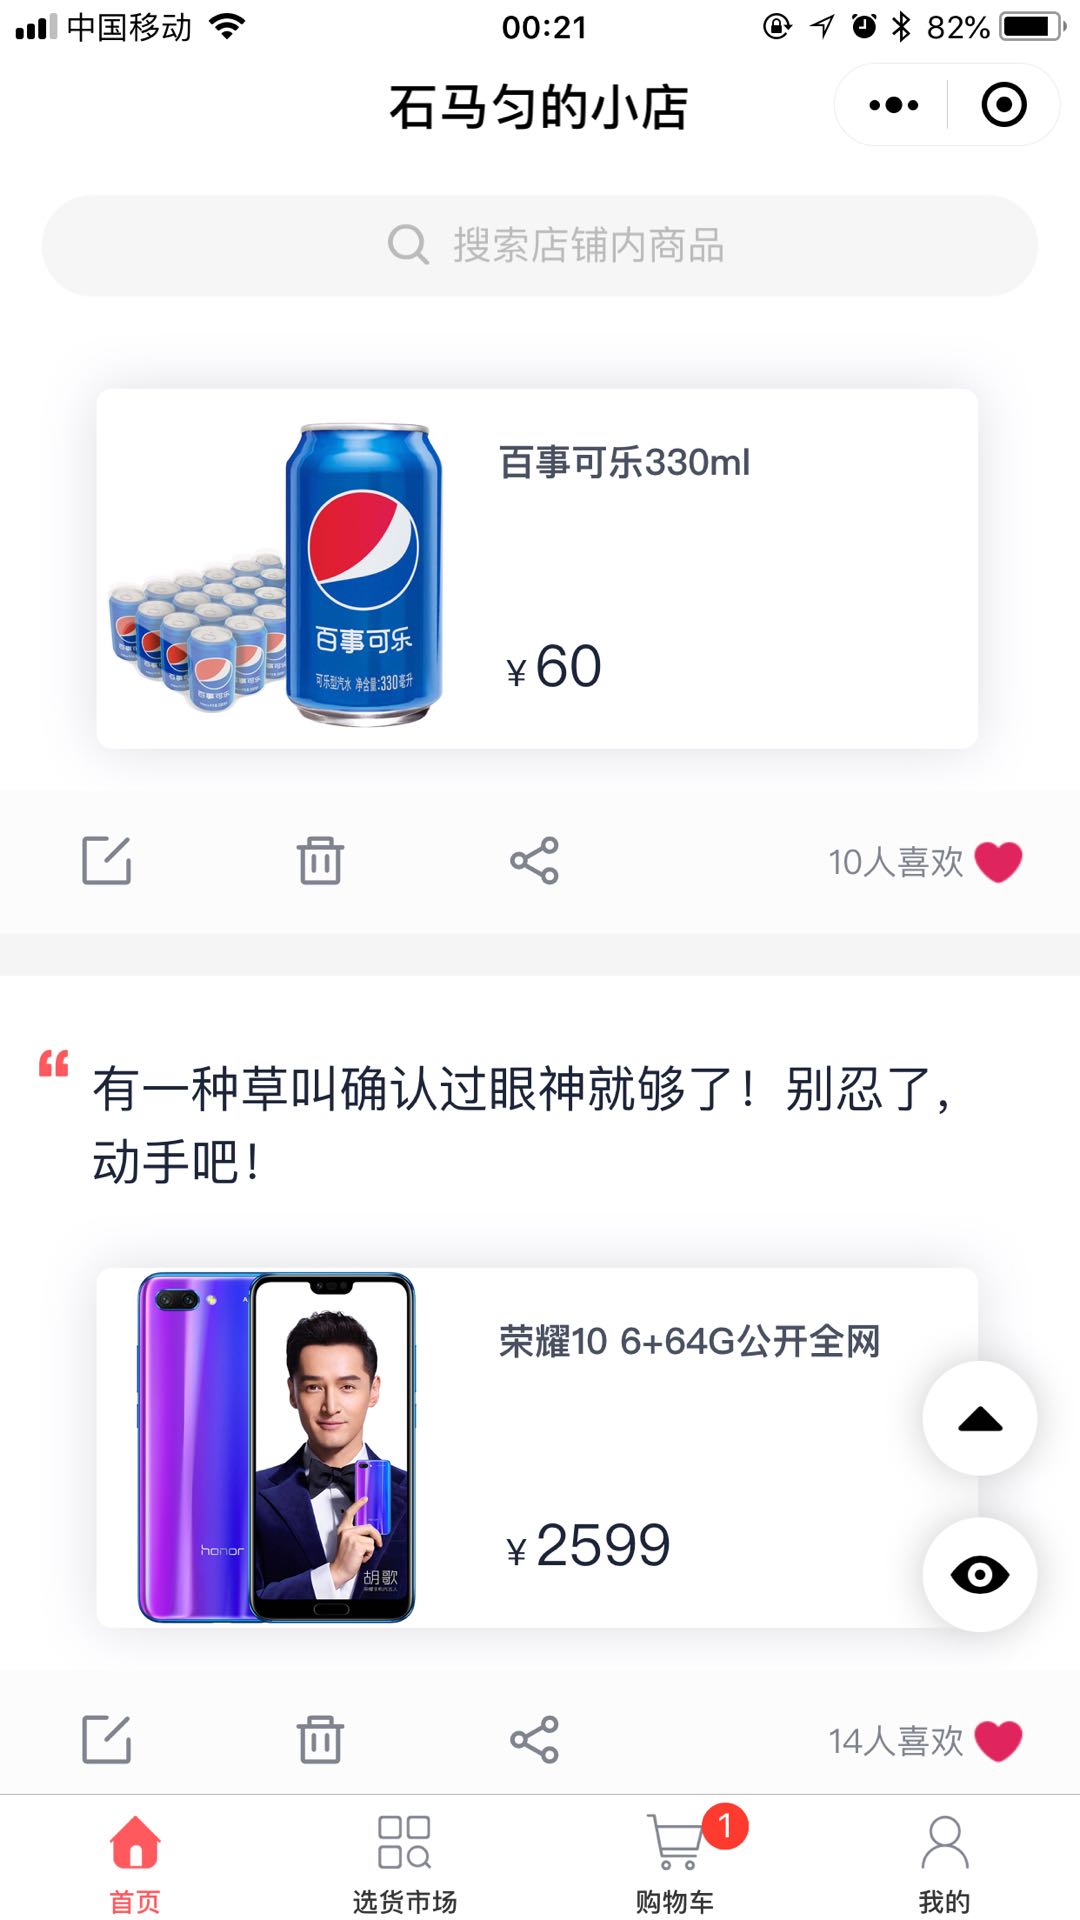 中国移动 00:21 82%
石马匀的小店
搜索店铺内商品
百事可乐330ml
百事可乐
可乐型汽水 净含量:330毫升
¥60
10人喜欢
有一种草叫确认过眼神就够了！别忍了，
动手吧！
荣耀10 6+64G公开全网
honor
胡歌
¥2599
14人喜欢
1
首页 选货市场 购物车 我的